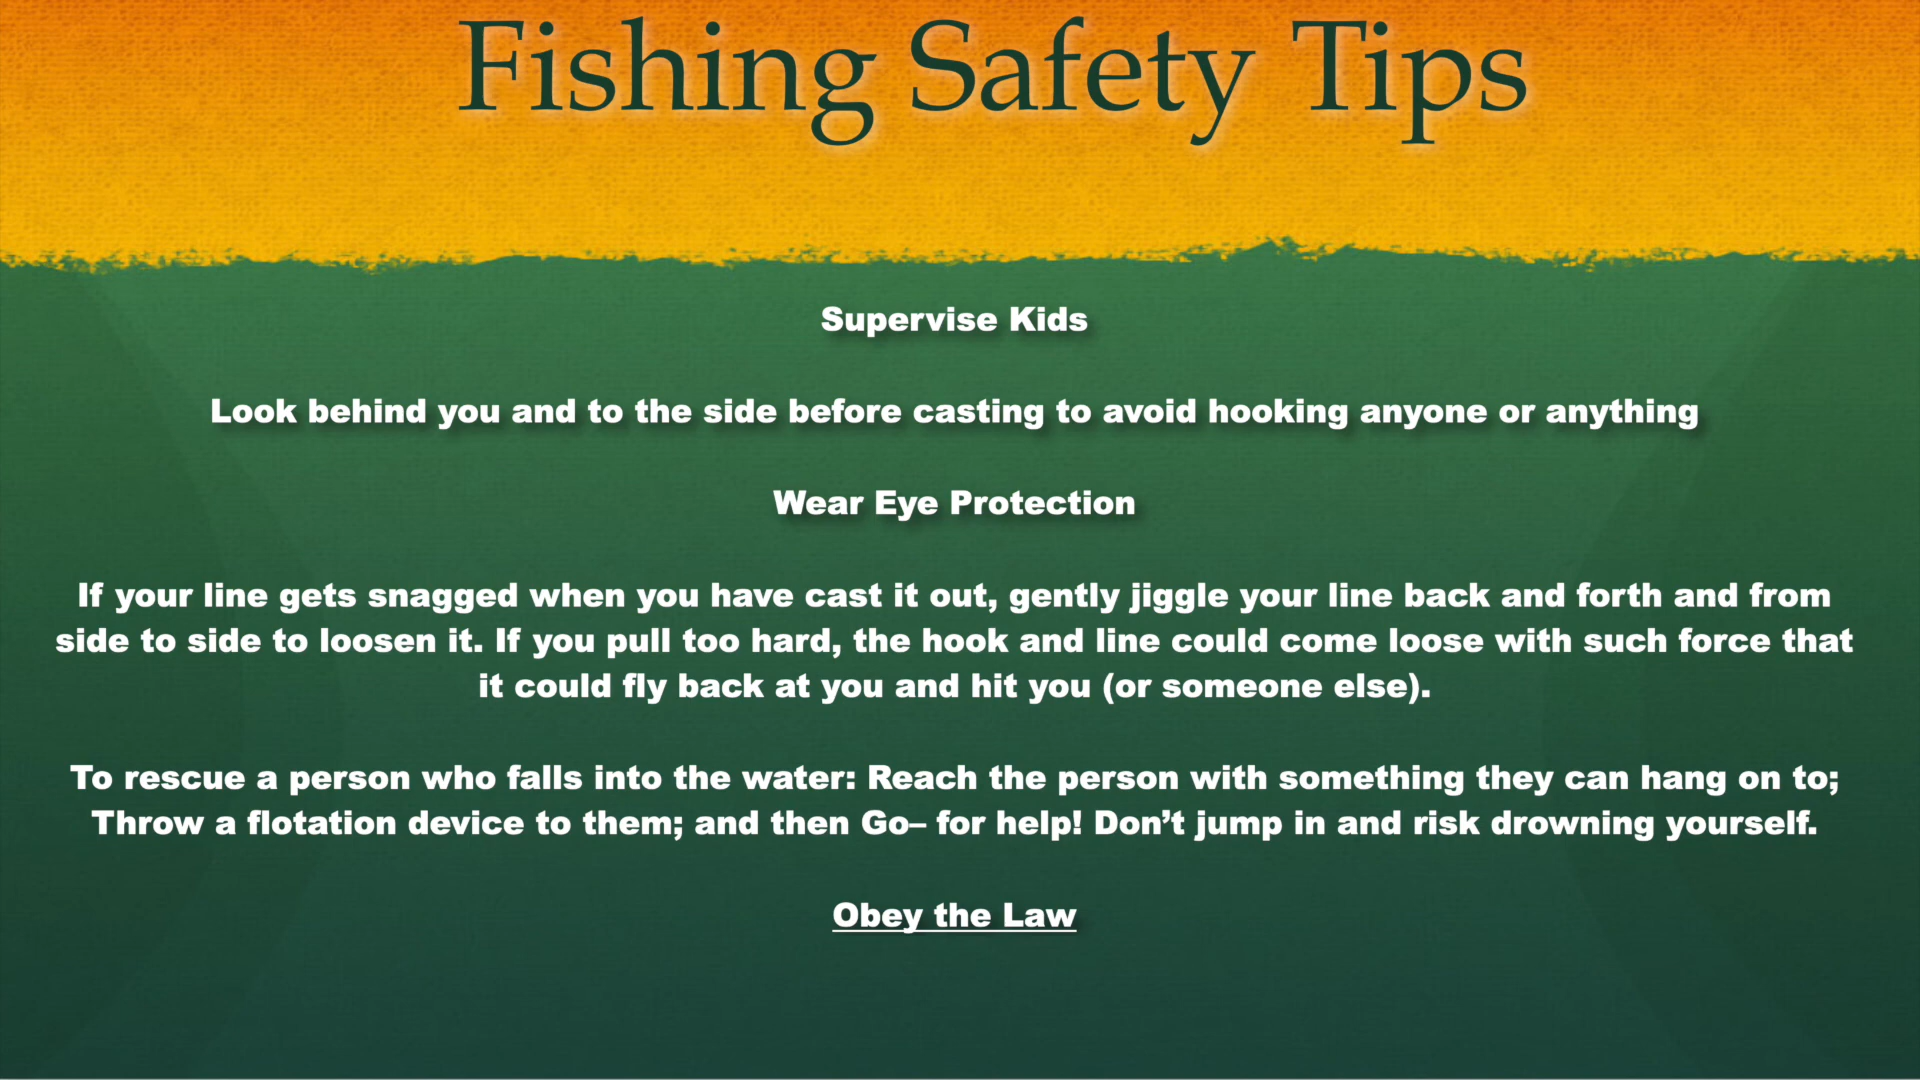 Fishing Safety Tips
Supervise Kids
Look behind you and to the side before casting to avoid hooking anyone or anything
Wear Eye Protection
If your line gets snagged when you have cast it out, gently jiggle your line back and forth and from
side to side to loosen it. If you pull too hard, the hook and line could come loose with such force that
it could fly back at you and hit you (or someone else).
To rescue a person who falls into the water: Reach the person with something they can hang on to;
Throw a flotation device to them; and then Go– for help! Don’t jump in and risk drowning yourself.
Obey the Law